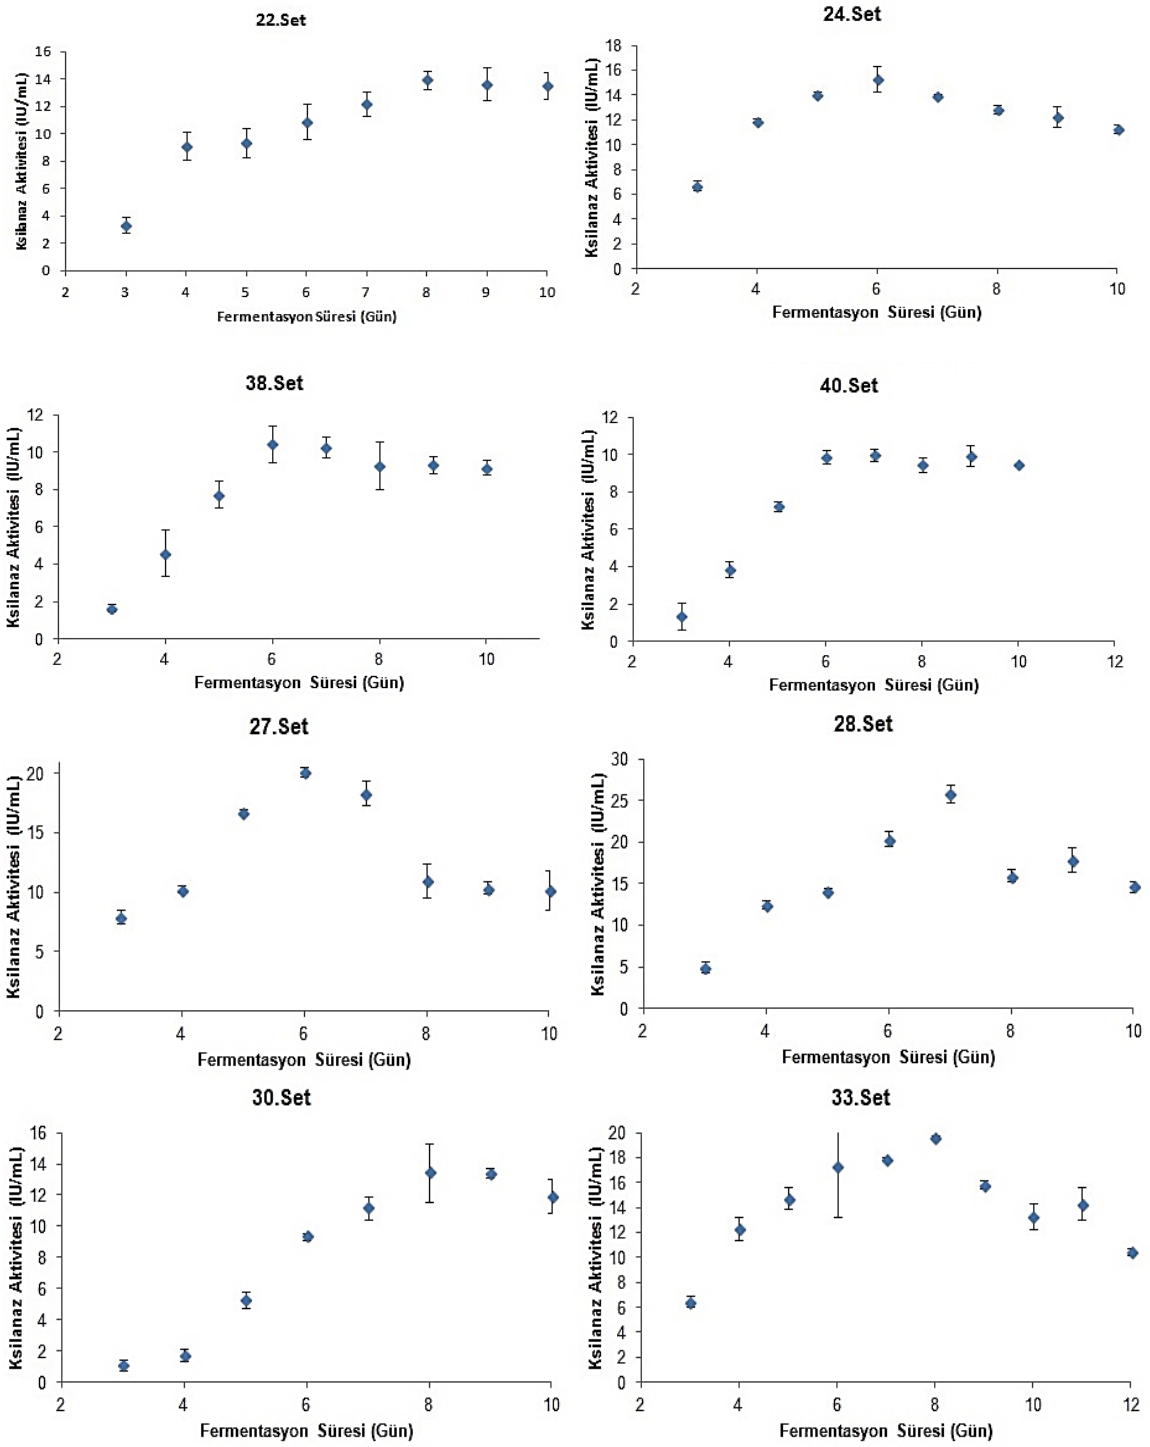 22.Set
16
14
12
10
8
6
4
2
0
Ksilanaz Aktivitesi (IU/mL)
2 3 4 5 6 7 8 9 10
Fermentasyon Süresi (Gün)
24.Set
18
16
14
12
10
8
6
4
2
0
Ksilanaz Aktivitesi (IU/mL)
2 4 6 8 10
Fermentasyon Süresi (Gün)
38.Set
12
10
8
6
4
2
0
Ksilanaz Aktivitesi (IU/mL)
2 4 6 8 10
Fermentasyon Süresi (Gün)
40.Set
12
10
8
6
4
2
0
Ksilanaz Aktivitesi (IU/mL)
2 4 6 8 10 12
Fermentasyon Süresi (Gün)
27.Set
20
15
10
5
0
Ksilanaz Aktivitesi (IU/mL)
2 4 6 8 10
Fermentasyon Süresi (Gün)
28.Set
30
25
20
15
10
5
0
Ksilanaz Aktivitesi (IU/mL)
2 4 6 8 10
Fermentasyon Süresi (Gün)
30.Set
16
14
12
10
8
6
4
2
0
Ksilanaz Aktivitesi (IU/mL)
2 4 6 8 10
Fermentasyon Süresi (Gün)
33.Set
20
18
16
14
12
10
8
6
4
2
0
Ksilanaz Aktivitesi (IU/mL)
2 4 6 8 10 12
Fermentasyon Süresi (Gün)